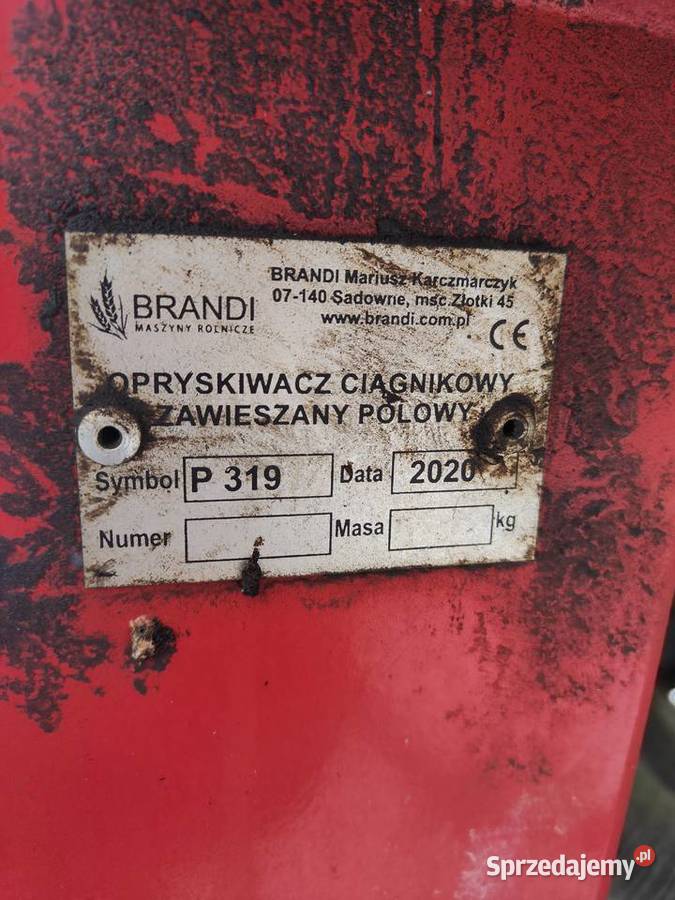 BRANDI
MASZYNY ROLNICZE
BRANDI Mariusz Karczmarczyk
07-140 Sadowne, msc.Złotki 45
www.brandi.com.pl
CE
OPRYSKIWACZ CIĄGNIKOWY
ZAWIESZANY POLOWY
Symbol P 319 Data 2020
Numer Masa kg
Sprzedajemy.pl